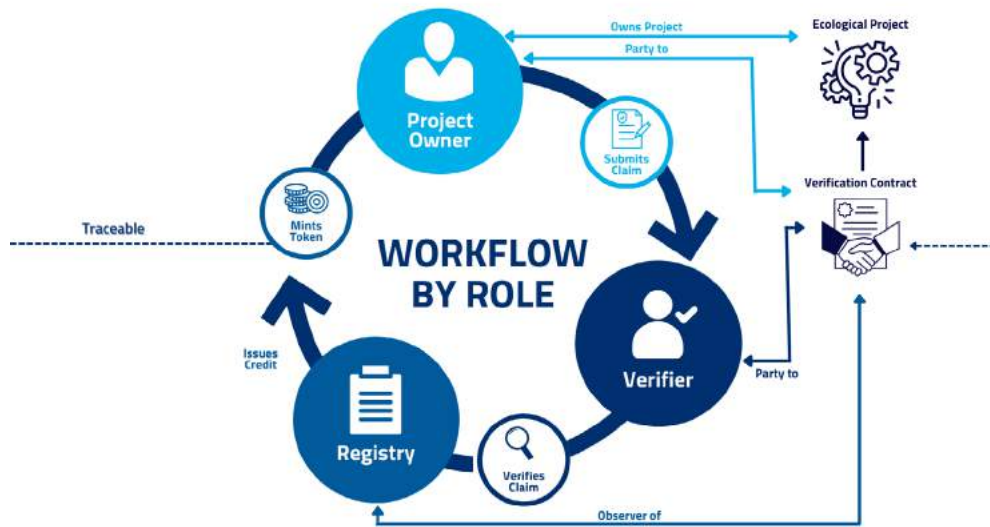 Ecological Project
Owns Project
Party to
Project
Owner
Submits
Claim
Verification Contract
Mints
Token
Traceable
WORKFLOW
BY ROLE
Issues
Credit
Verifier
Party to
Registry
Verifies
Claim
Observer of